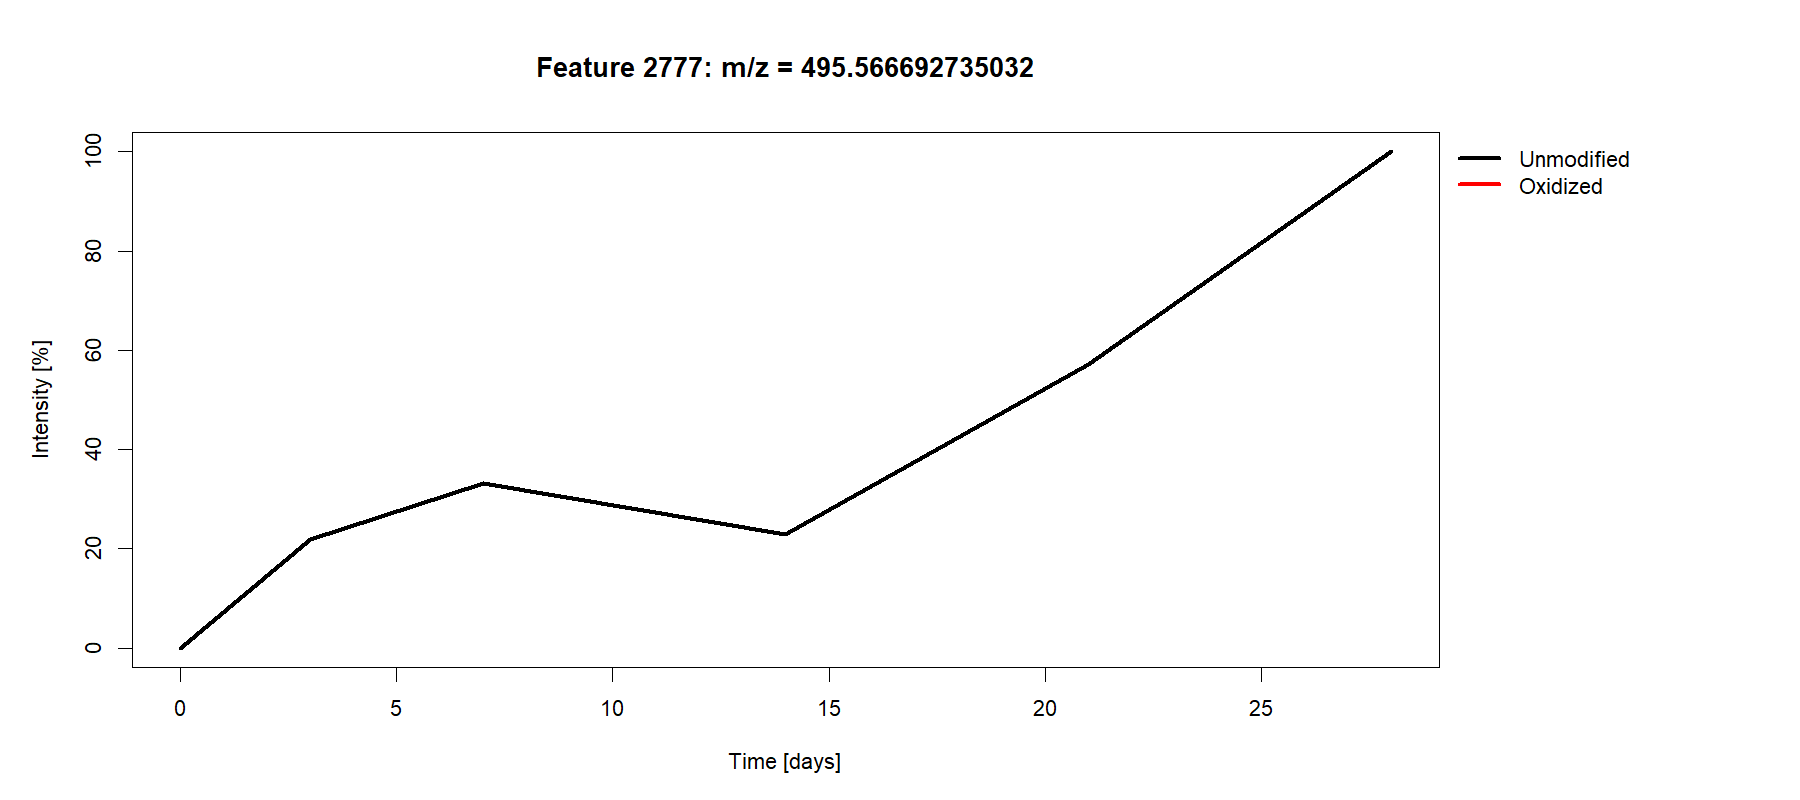 Feature 2777: m/z = 495.566692735032
Unmodified
Oxidized
Intensity [%]
100
80
60
40
20
0
0 5 10 15 20 25
Time [days]